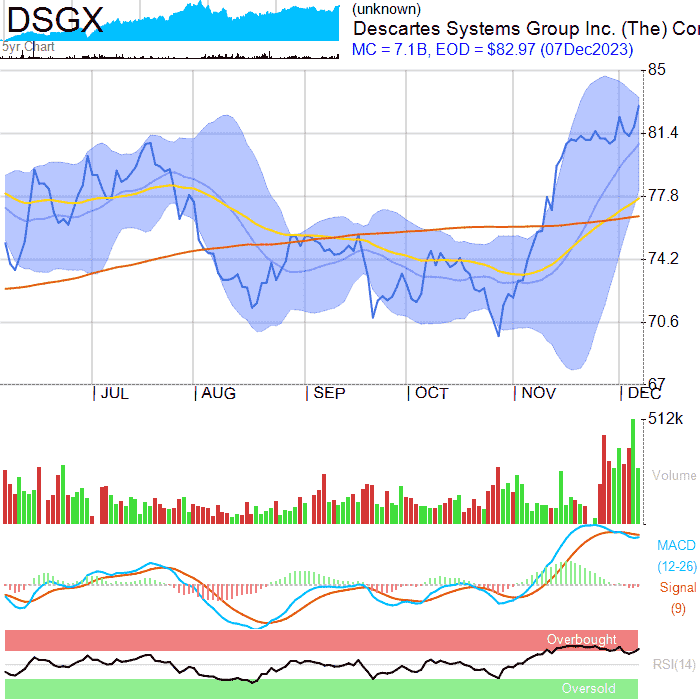 DSGX
5yr Chart
(unknown)
Descartes Systems Group Inc. (The) Cor
MC = 7.1B, EOD = $82.97 (07Dec2023)
85
81.4
77.8
74.2
70.6
67
JUL AUG SEP OCT NOV DEC
512k
Volume
MACD
(12-26)
Signal
(9)
Overbought
RSI(14)
Oversold